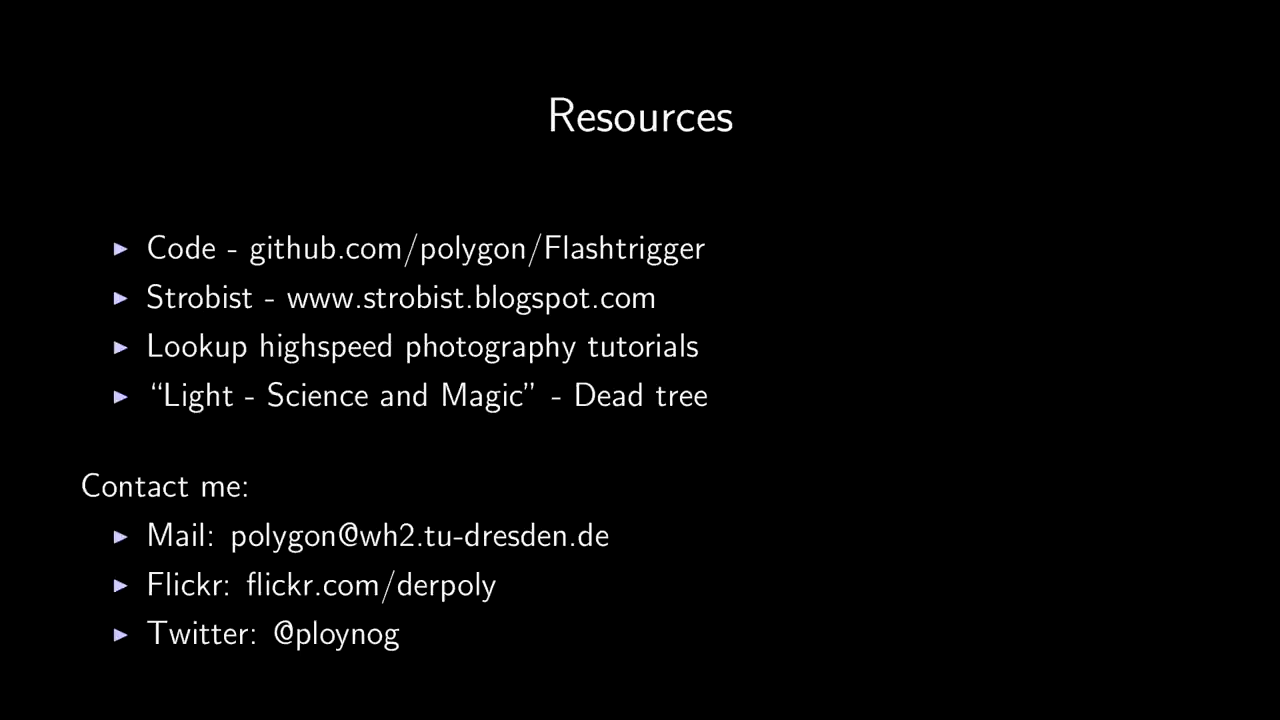 Resources
▶ Code - github.com/polygon/Flashtrigger
▶ Strobist - www.strobist.blogspot.com
▶ Lookup highspeed photography tutorials
▶ “Light - Science and Magic” - Dead tree
Contact me:
▶ Mail: polygon@wh2.tu-dresden.de
▶ Flickr: flickr.com/derpoly
▶ Twitter: @ploynog